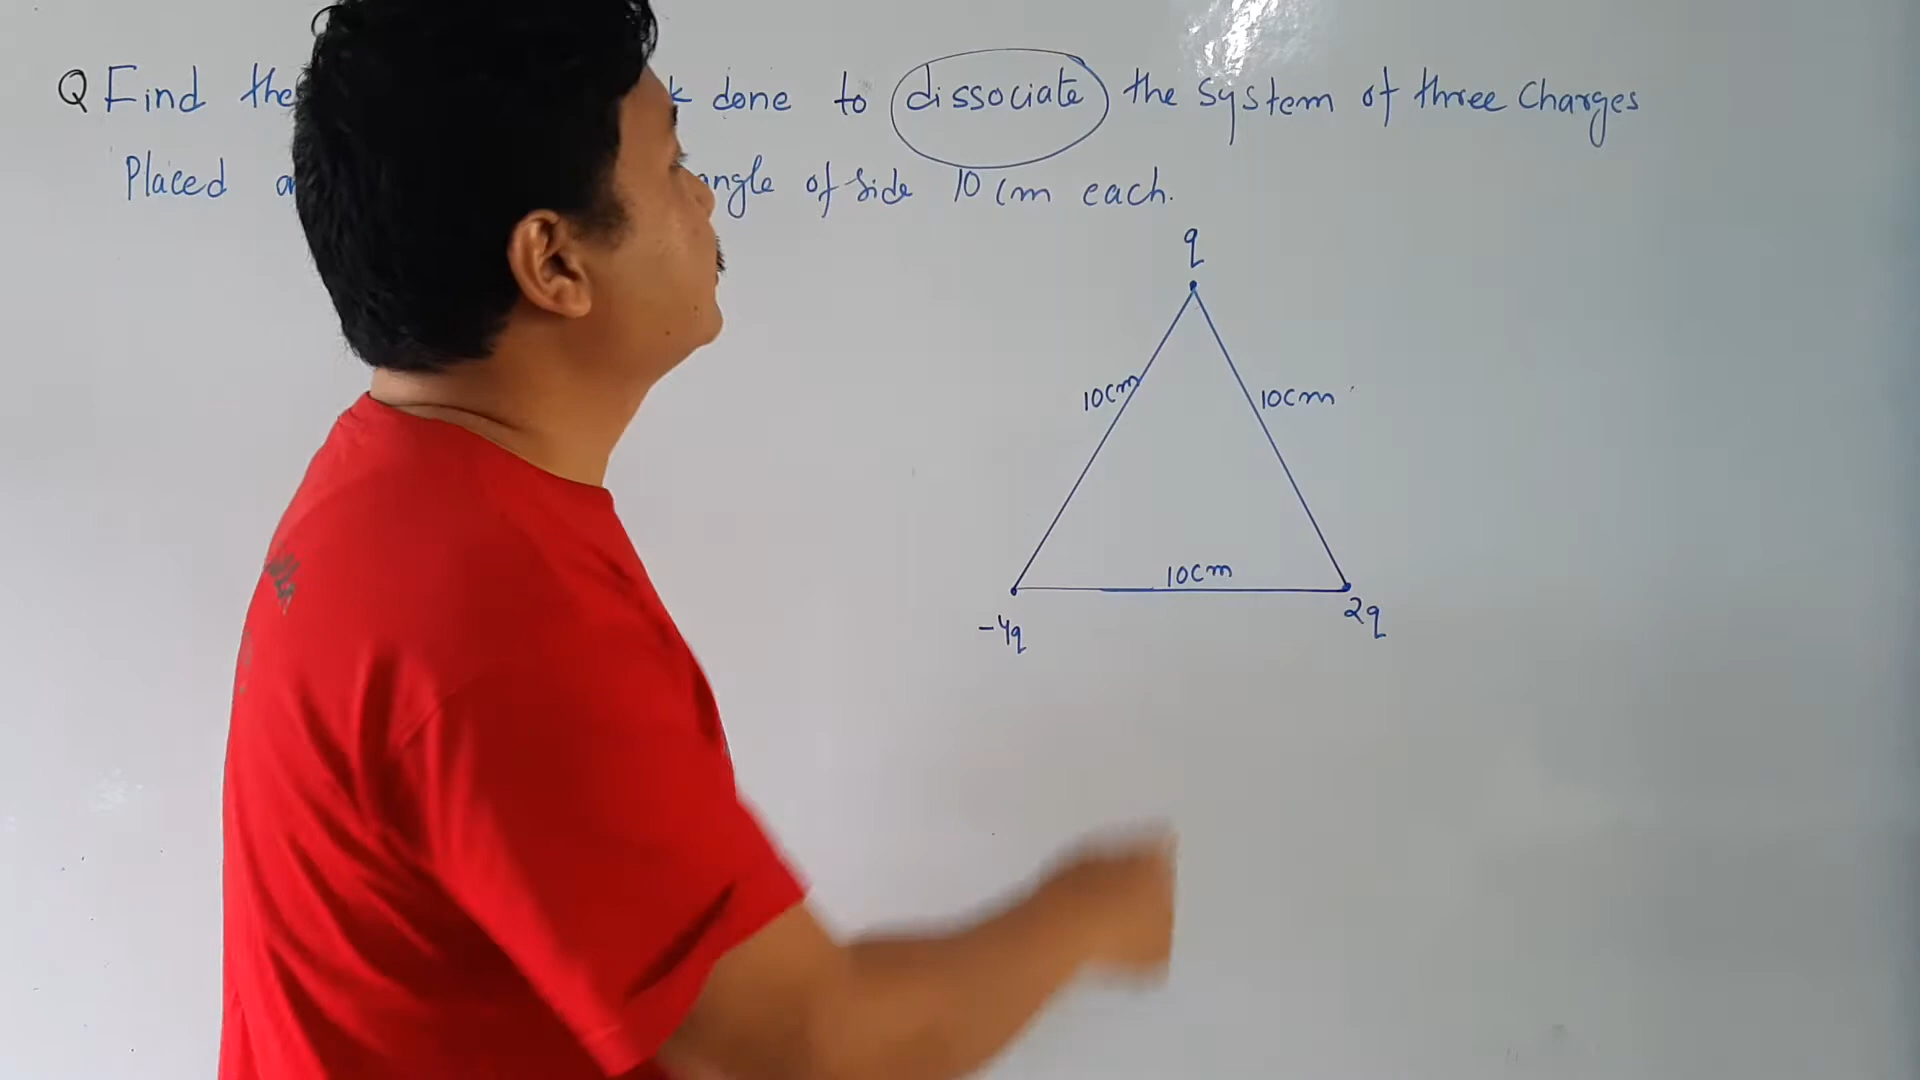 Q Find the done to dissociate the system of three charges
Placed of side 10 cm each.
q
10cm 10cm
10cm
-4q 2q